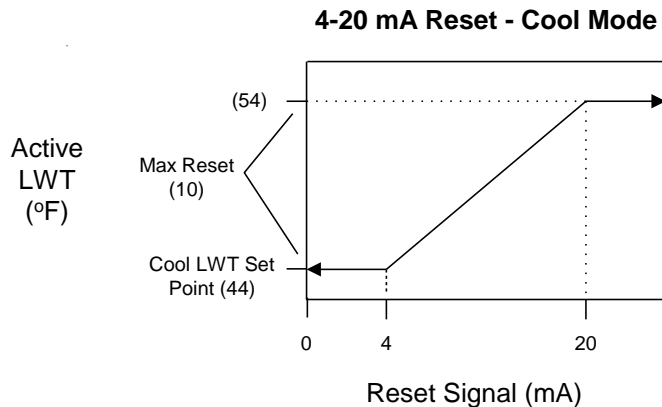 4-20 mA Reset - Cool Mode
(54)
Active
LWT
(oF)
Max Reset
(10)
Cool LWT Set
Point (44)
0
4
20
Reset Signal (mA)